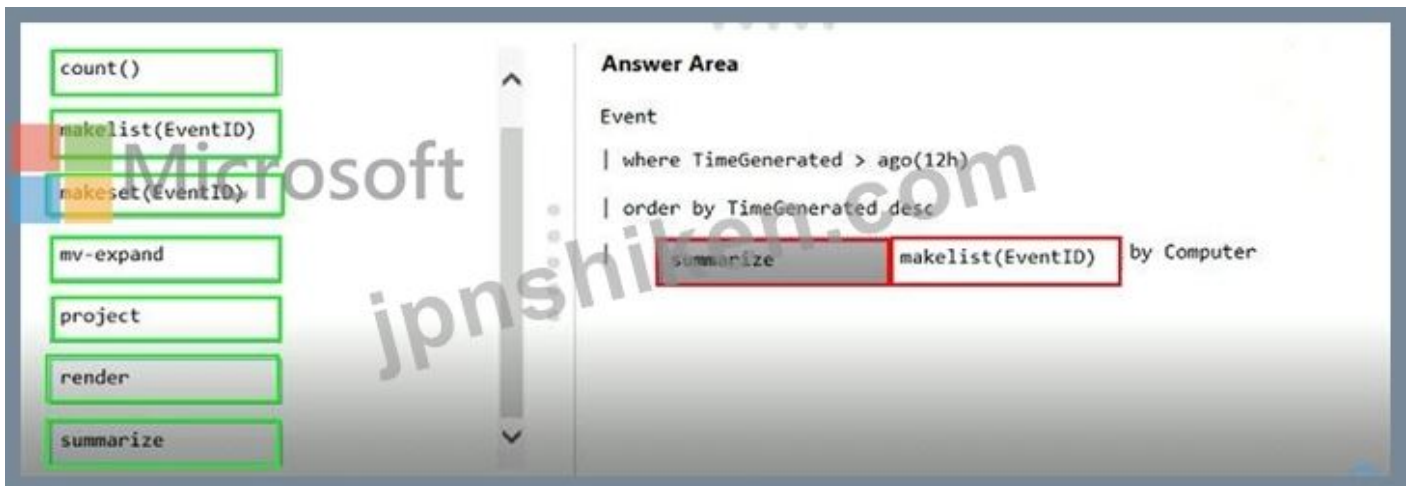 count()
makelist(EventID)
makeset(EventID)
mv-expand
project
render
summarize
Microsoft
jpnshiken.com
Answer Area
Event
| where TimeGenerated > ago(12h)
| order by TimeGenerated desc
| summarize makelist(EventID) by Computer